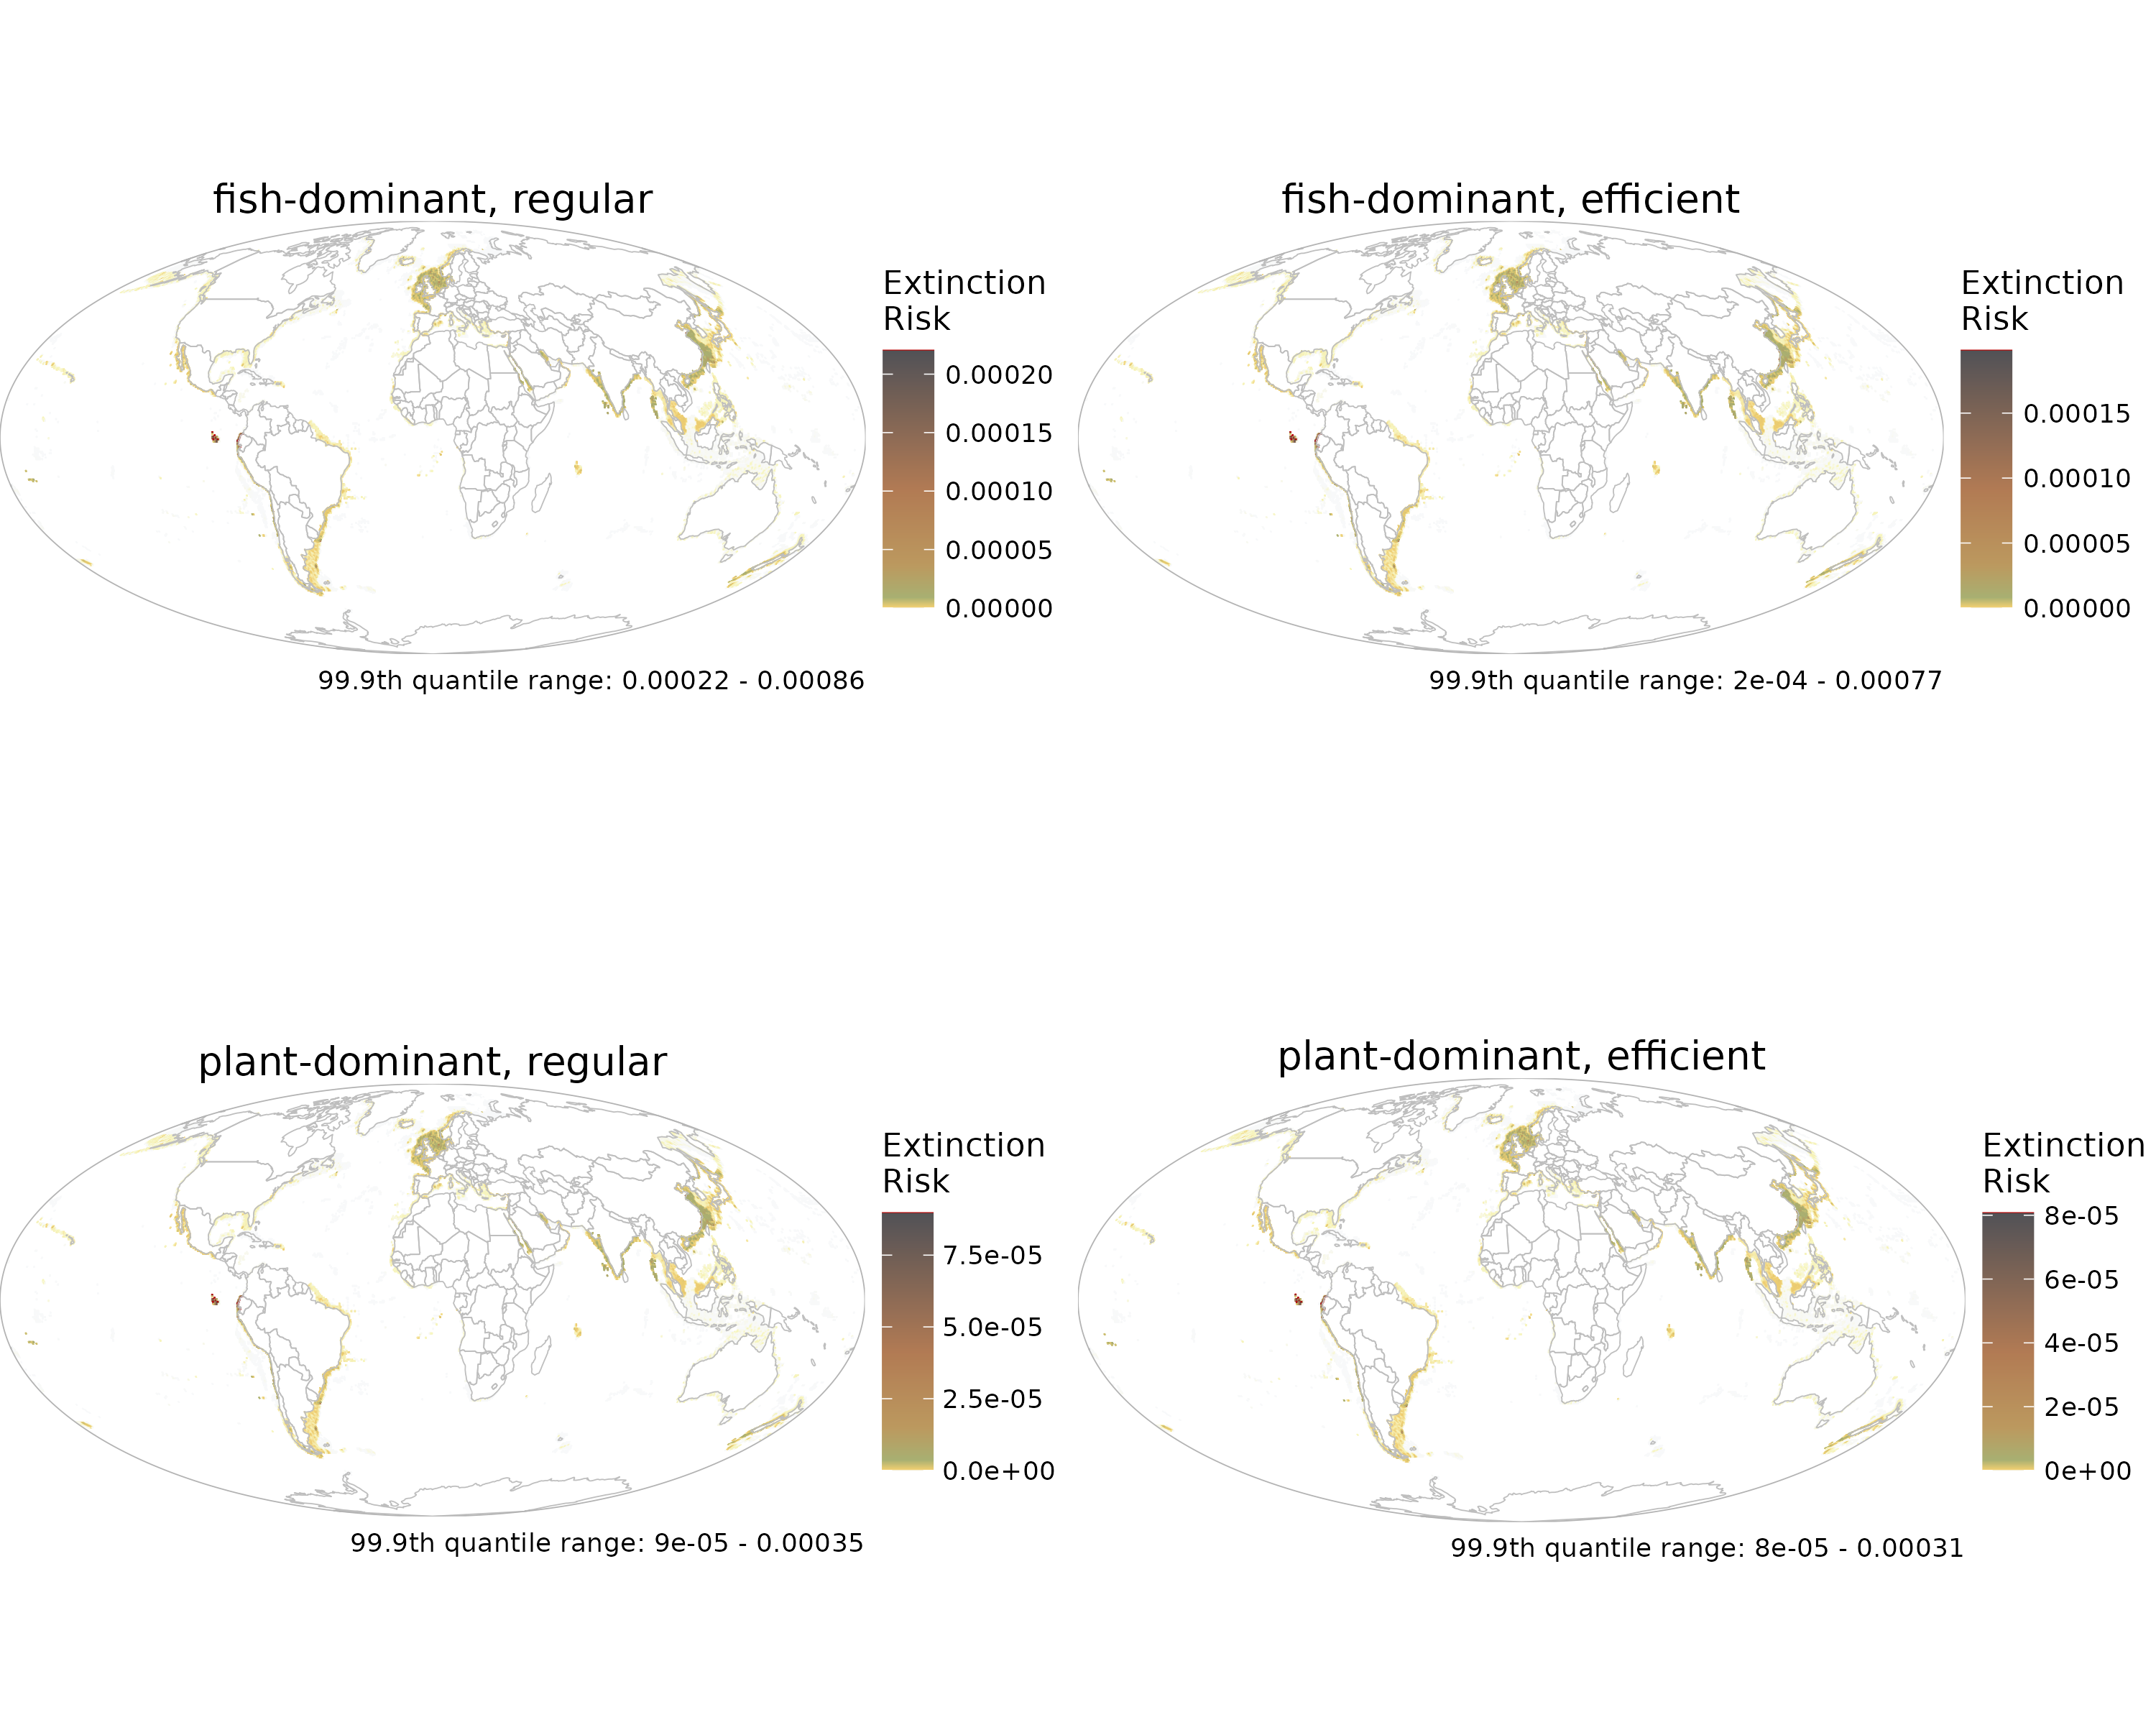 fish-dominant, regular
Extinction
Risk
0.00020
0.00015
0.00010
0.00005
0.00000
99.9th quantile range: 0.00022 - 0.00086
fish-dominant, efficient
Extinction
Risk
0.00015
0.00010
0.00005
0.00000
99.9th quantile range: 2e-04 - 0.00077
plant-dominant, regular
Extinction
Risk
7.5e-05
5.0e-05
2.5e-05
0.0e+00
99.9th quantile range: 9e-05 - 0.00035
plant-dominant, efficient
Extinction
Risk
8e-05
6e-05
4e-05
2e-05
0e+00
99.9th quantile range: 8e-05 - 0.00031